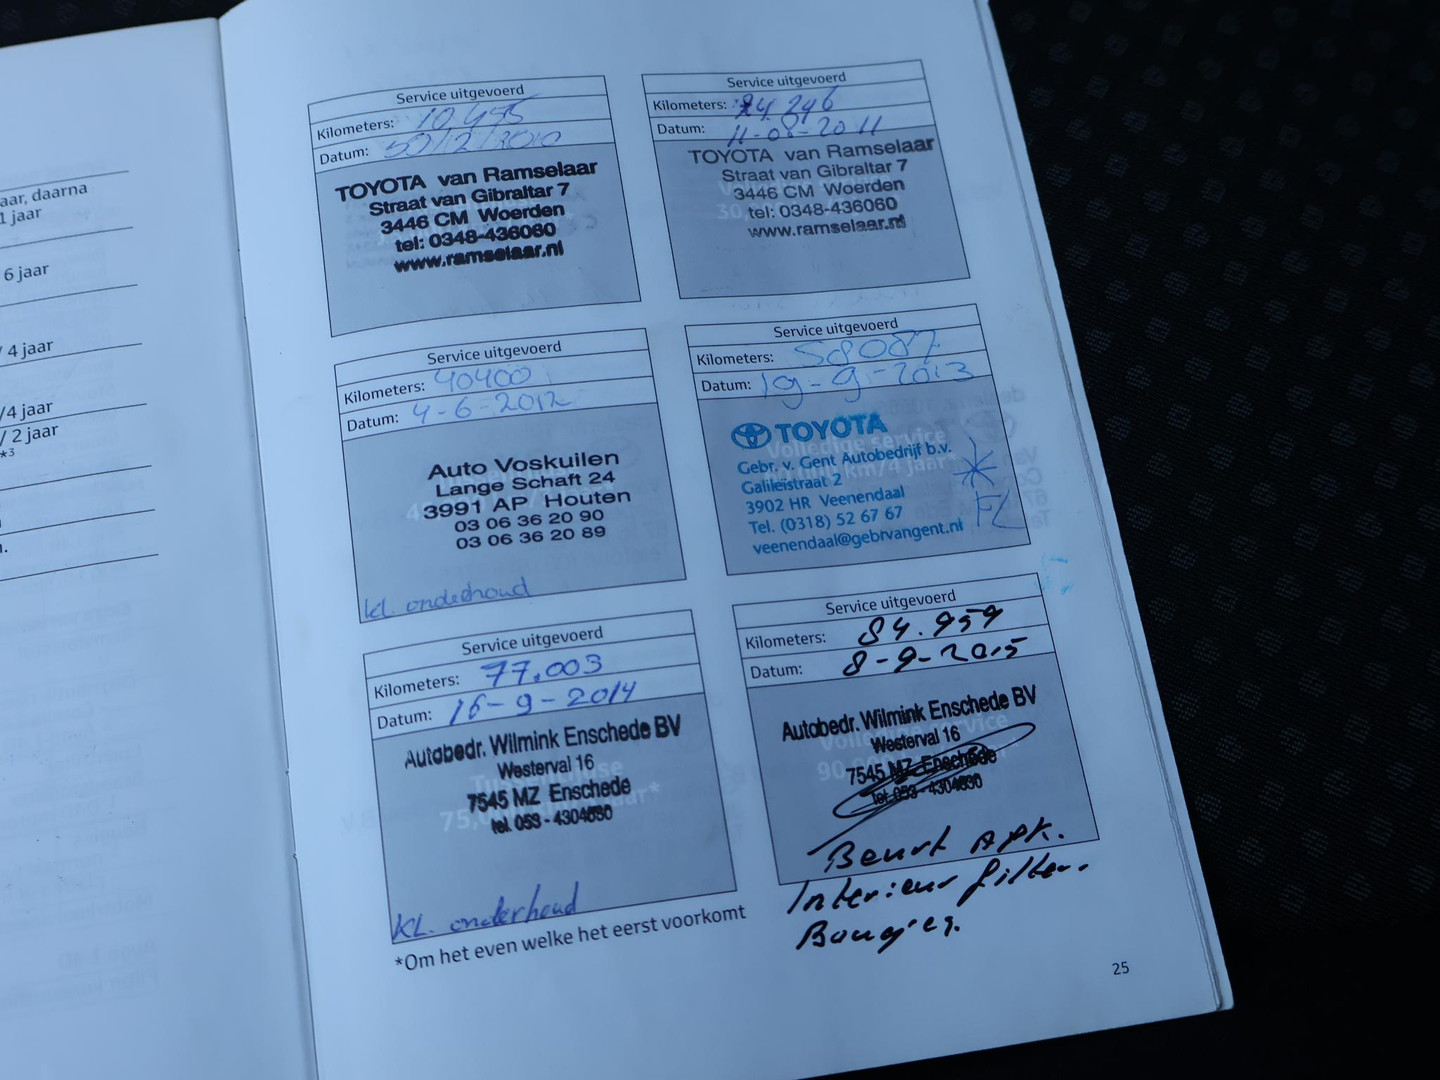 aar, daarna
1 jaar
6 jaar
/ 4 jaar
/4 jaar
/ 2 jaar
*3
Service uitgevoerd
Kilometers: 10.455
Datum:
TOYOTA van Ramselaar
Straat van Gibraltar 7
3446 CM Woerden
tel: 0348-436060
www.ramselaar.nl
Service uitgevoerd
Kilometers: 24.246
Datum: 11-08-2011
TOYOTA van Ramselaar
Straat van Gibraltar 7
3446 CM Woerden
tel: 0348-436060
www.ramselaar.nl
Service uitgevoerd
Kilometers: 40400
Datum: 4-6-2012
Auto Voskuilen
Lange Schaft 24
3991 AP Houten
03 06 36 20 90
03 06 36 20 89
kl. onderhoud
Service uitgevoerd
Kilometers: 58087
Datum: 19-9-2013
TOYOTA
Gebr. v. Gent Autobedrijf b.v.
Galileïstraat 2
3902 HR Veenendaal
Tel. (0318) 52 67 67
veenendaal@gebrvangent.nl
Service uitgevoerd
Kilometers: 77.003
Datum: 16-9-2014
Autobedr. Wilmink Enschede BV
Westerval 16
7545 MZ Enschede
tel. 053 - 4304630
KL. onderhoud
Service uitgevoerd
Kilometers: 84.959
Datum: 8-9-2015
Autobedr. Wilmink Enschede BV
Westerval 16
7545 MZ Enschede
tel. 053 - 4304630
Beurt APK.
Interieur filter.
Bougies.
*Om het even welke het eerst voorkomt
25